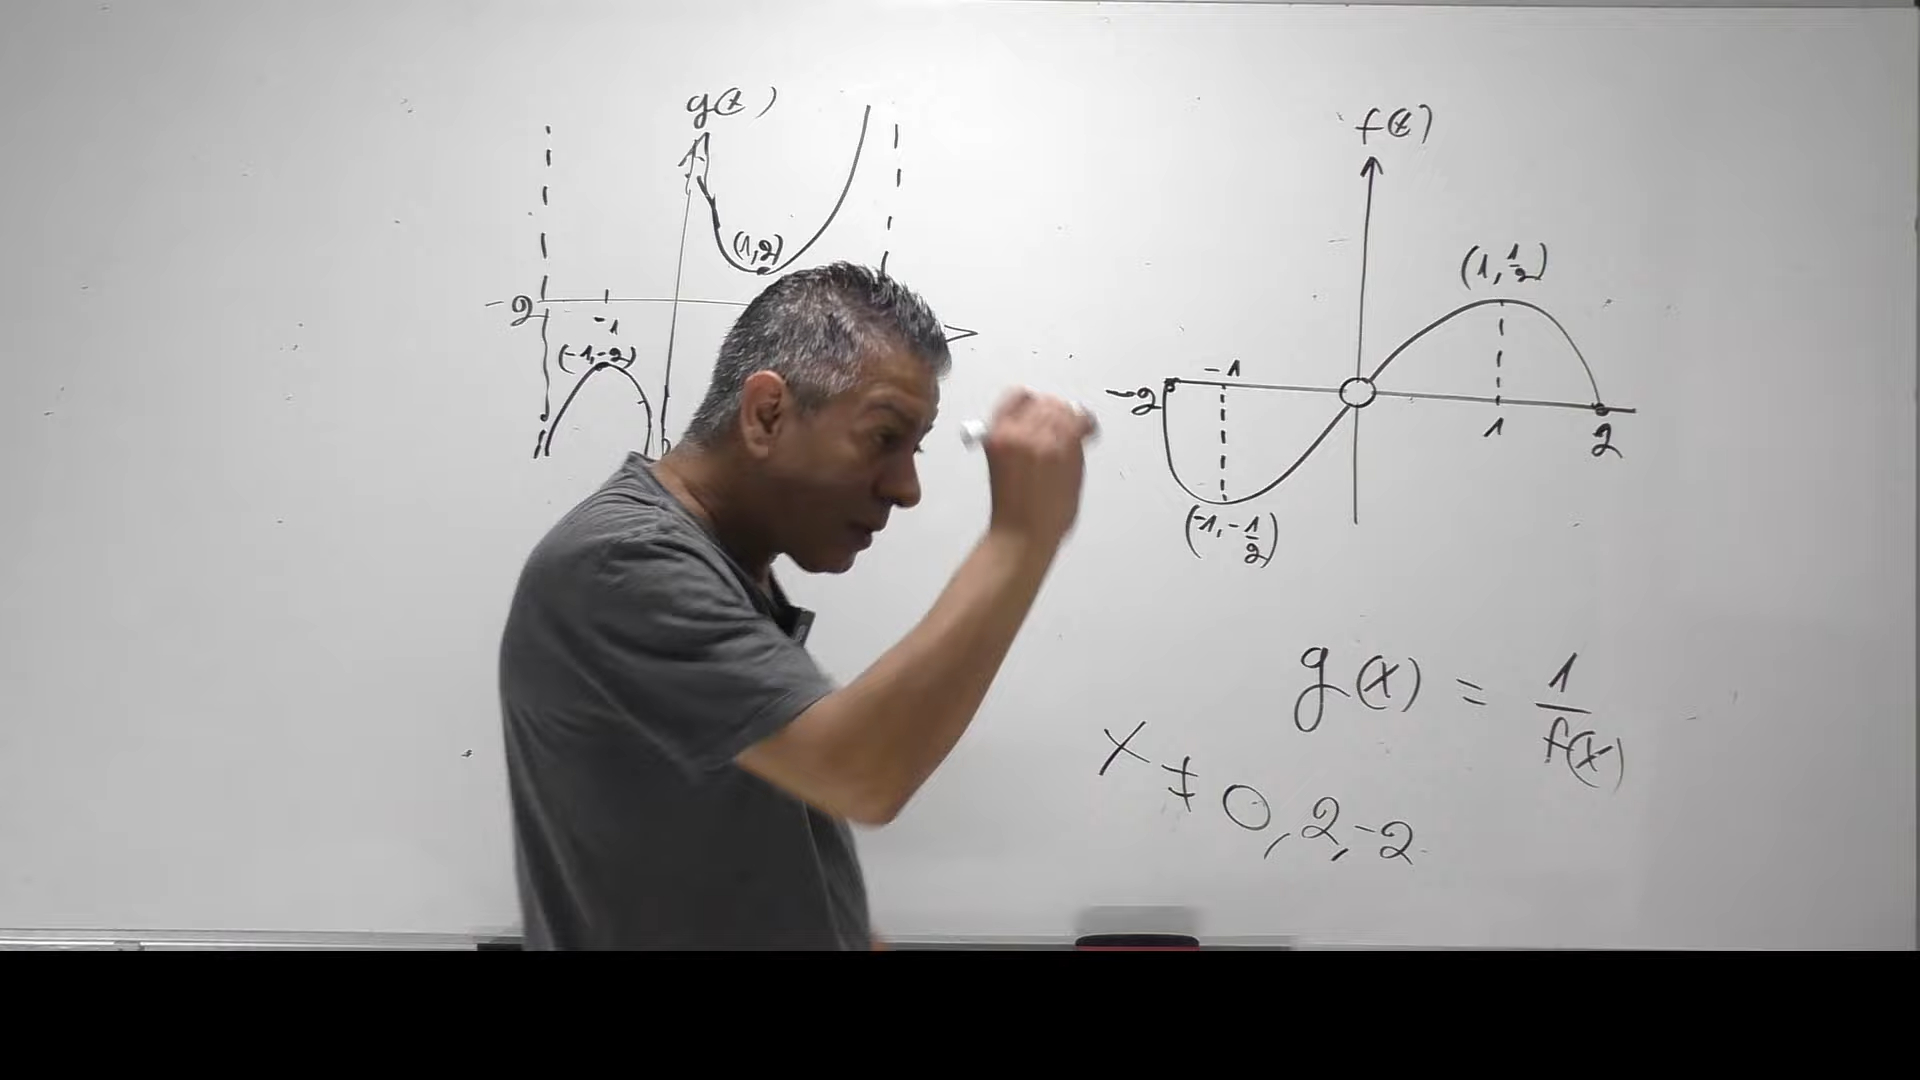 g(x)
(1,2)
-2
-1
(-1,-2)
f(x)
(1, 1/2)
-1
-2
1
2
(-1, -1/2)
g(x) = 1/f(x)
x ≠ 0, 2, -2